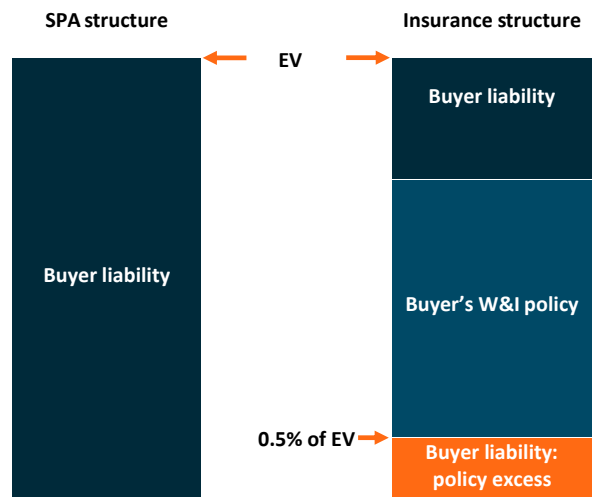 SPA structure
Insurance structure
EV
Buyer liability
Buyer liability
Buyer’s W&I policy
0.5% of EV
Buyer liability:
policy excess